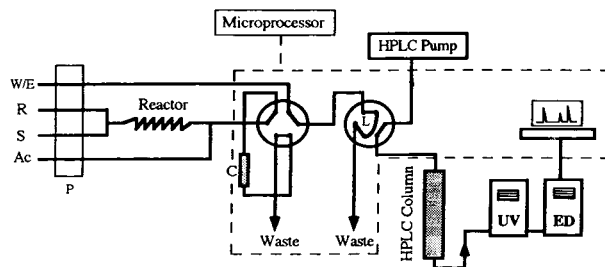 Microprocessor
HPLC Pump
W/E
R
Reactor
S
L
Ac
P
C
HPLC Column
UV
ED
Waste
Waste